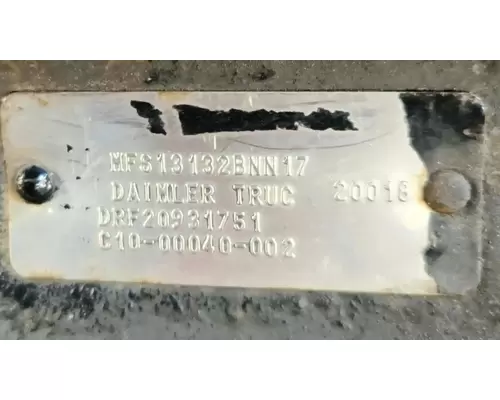 MFS13132BNN17
DAIMLER TRUC 20018
DRF20931751
C10-00040-002